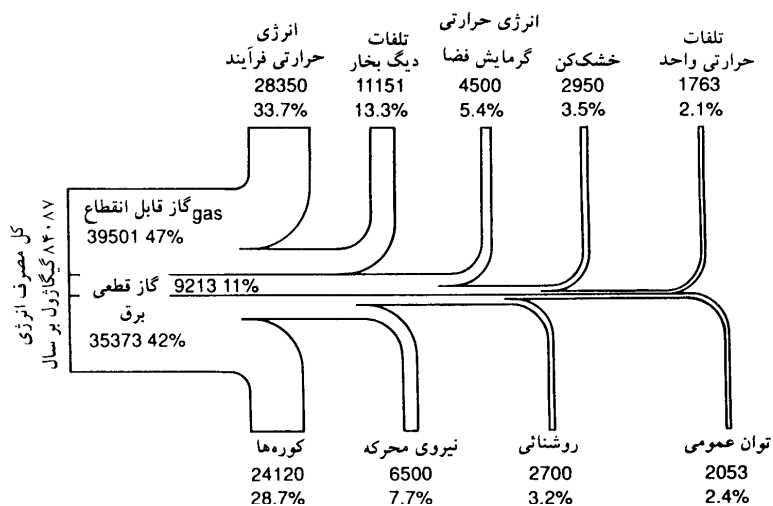 انرژی
حرارتی فرآیند
28350
33.7%
تلفات
دیگ بخار
11151
13.3%
انرژی حرارتی
گرمایش فضا
4500
5.4%
خشک‌کن
2950
3.5%
تلفات
حرارتی واحد
1763
2.1%
کل مصرف انرژی
۸۴۰۸۷ گیگاژول بر سال
گاز قابل انقطاع gas
39501 47%
گاز قطعی 9213 11%
برق
35373 42%
کوره‌ها
24120
28.7%
نیروی محرکه
6500
7.7%
روشنائی
2700
3.2%
توان عمومی
2053
2.4%